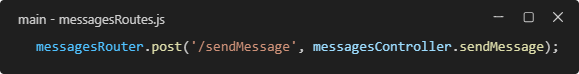 main - messagesRoutes.js
messagesRouter.post('/sendMessage', messagesController.sendMessage);